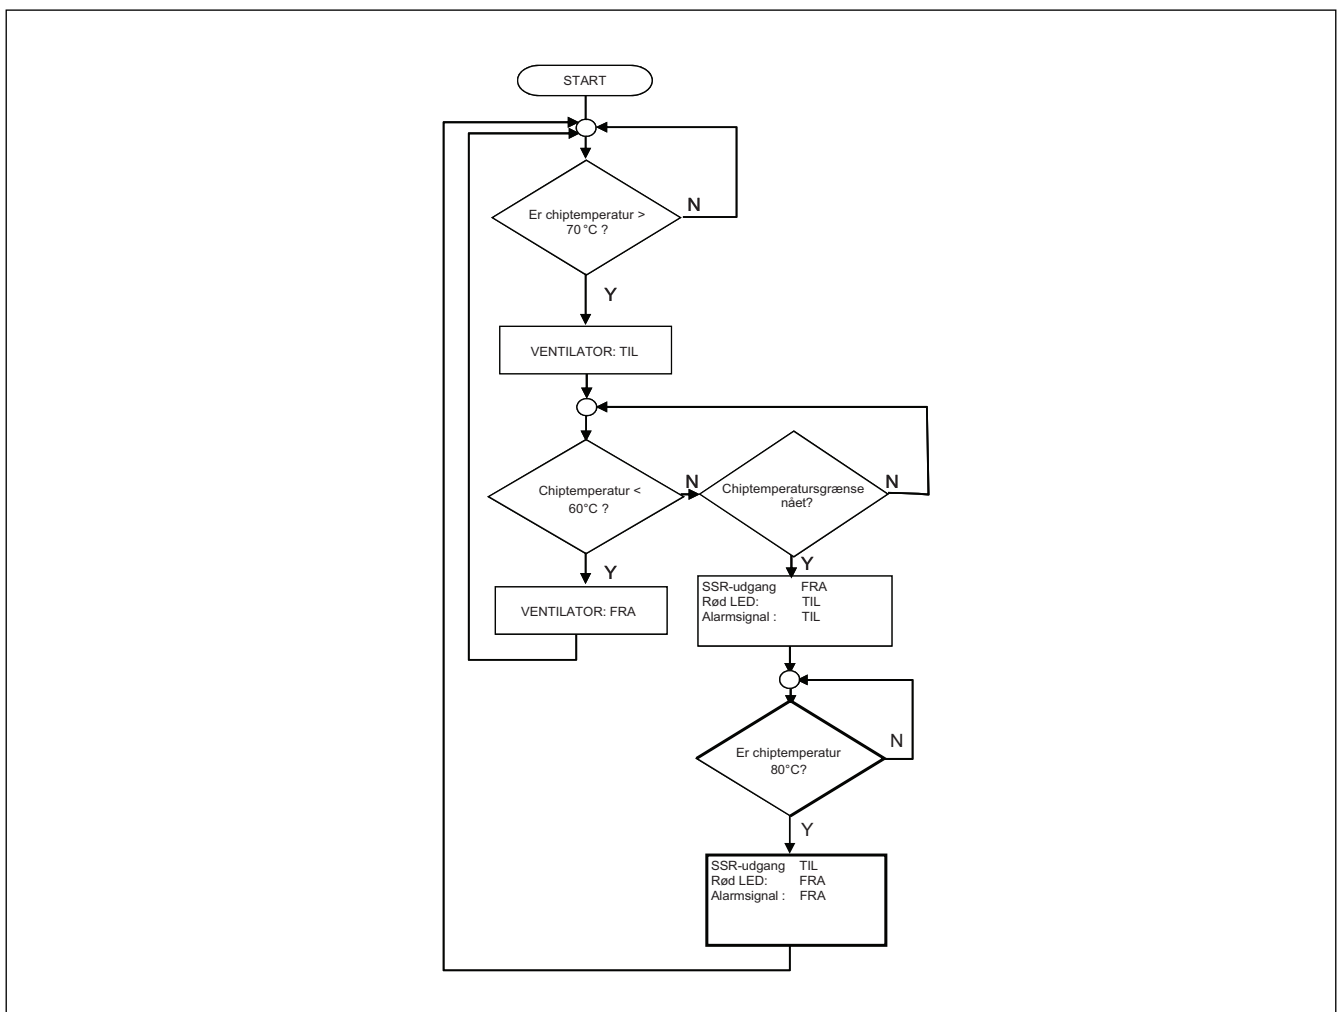 START
Er chiptemperatur >
70°C ?
N
Y
VENTILATOR: TIL
Chiptemperatur <
60°C ?
N
Chiptemperatursgrænse
nået?
N
Y
Y
VENTILATOR: FRA
SSR-udgang FRA
Rød LED: TIL
Alarmsignal : TIL
Er chiptemperatur
80°C?
N
Y
SSR-udgang TIL
Rød LED: FRA
Alarmsignal : FRA